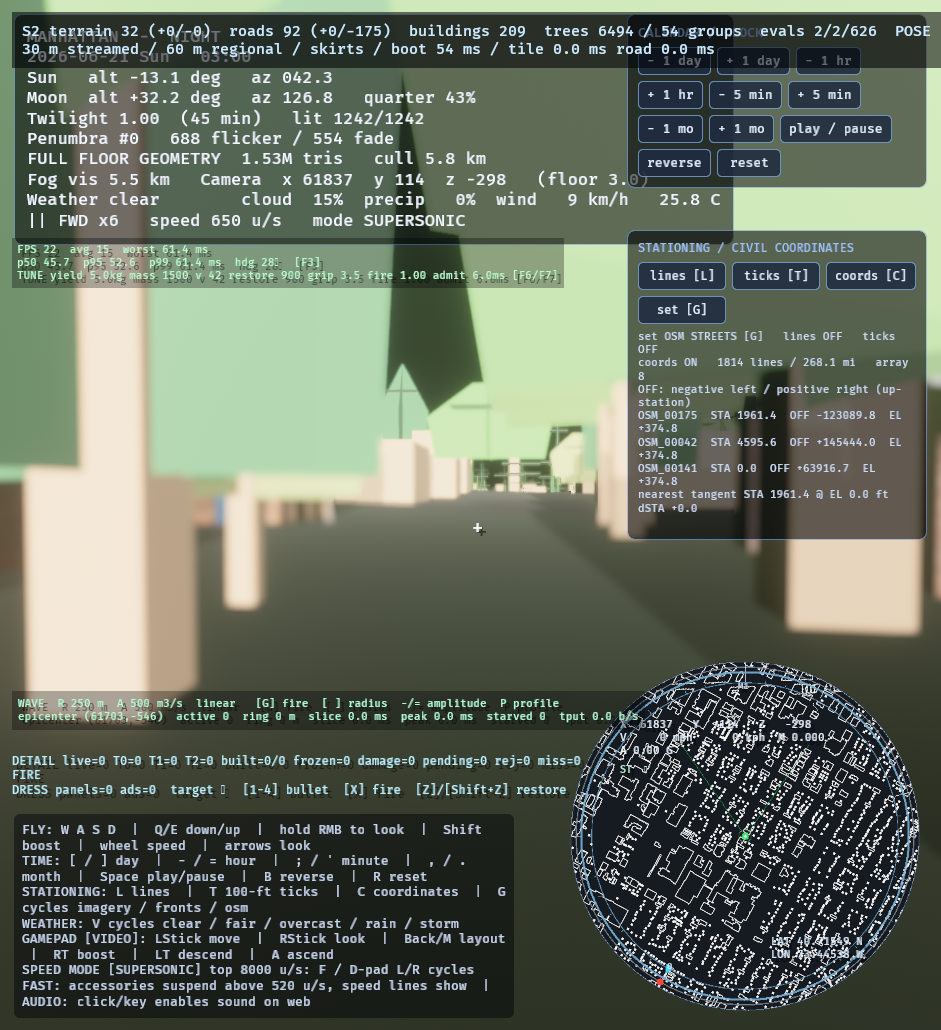 S2 terrain 32 (+0/-0)  roads 92 (+0/-175)  buildings 209  trees 6494 / 54 groups  evals 2/2/626  POSE
30 m streamed / 60 m regional / skirts / boot 54 ms / tile 0.0 ms road 0.0 ms
MANHATTAN - NIGHT
2026-06-21 Sun  03:00
Sun  alt -13.1 deg  az 042.3
Moon  alt +32.2 deg  az 126.8  quarter 43%
Twilight 1.00  (45 min)  lit 1242/1242
Penumbra #0  688 flicker / 554 fade
FULL FLOOR GEOMETRY  1.53M tris  cull 5.8 km
Fog vis 5.5 km  Camera  x 61837  y 114  z -298  (floor 3.0)
Weather clear  cloud  15%  precip  0%  wind  9 km/h  25.8 C
|| FWD x6  speed 650 u/s  mode SUPERSONIC
- 1 day  + 1 day  - 1 hr
+ 1 hr  - 5 min  + 5 min
- 1 mo  + 1 mo  play / pause
reverse  reset
FPS 22  avg 15  worst 61.4 ms
p50 45.7  p95 52.6  p99 61.4 ms  hdg 28  [F3]
TUNE yield 5.0kg mass 1500 v 42 restore 900 grip 3.5 fire 1.00 admit 6.0ms [F6/F7]
STATIONING / CIVIL COORDINATES
lines [L]  ticks [T]  coords [C]
set [G]
set OSM STREETS [G]  lines OFF  ticks
OFF
coords ON  1814 lines / 268.1 mi  array
8
OFF: negative left / positive right (up-
station)
OSM_00175  STA 1961.4  OFF -123089.8  EL
+374.8
OSM_00042  STA 4595.6  OFF +145444.0  EL
+374.8
OSM_00141  STA 0.0  OFF +63916.7  EL
+374.8
nearest tangent STA 1961.4 @ EL 0.0 ft
dSTA +0.0
WAVE  R 250 m  A 500 m3/s  linear  [G] fire  [ ] radius  -/= amplitude  P profile
epicenter (61703,-546)  active 0  ring 0 m  slice 0.0 ms  peak 0.0 ms  starved 0  tput 0.0 b/s
DETAIL live=0 T0=0 T1=0 T2=0 built=0/0 frozen=0 damage=0 pending=0 rej=0 miss=0
FIRE
DRESS panels=0 ads=0  target  [1-4] bullet  [X] fire  [Z]/[Shift+Z] restore
FLY: W A S D  |  Q/E down/up  |  hold RMB to look  |  Shift
boost  |  wheel speed  |  arrows look
TIME: [ / ] day  |  - / = hour  |  ; / ' minute  |  , / .
month  |  Space play/pause  |  B reverse  |  R reset
STATIONING: L lines  |  T 100-ft ticks  |  C coordinates  |  G
cycles imagery / fronts / osm
WEATHER: V cycles clear / fair / overcast / rain / storm
GAMEPAD [VIDEO]: LStick move  |  RStick look  |  Back/M layout
|  RT boost  |  LT descend  |  A ascend
SPEED MODE [SUPERSONIC] top 8000 u/s: F / D-pad L/R cycles
FAST: accessories suspend above 520 u/s, speed lines show  |
AUDIO: click/key enables sound on web